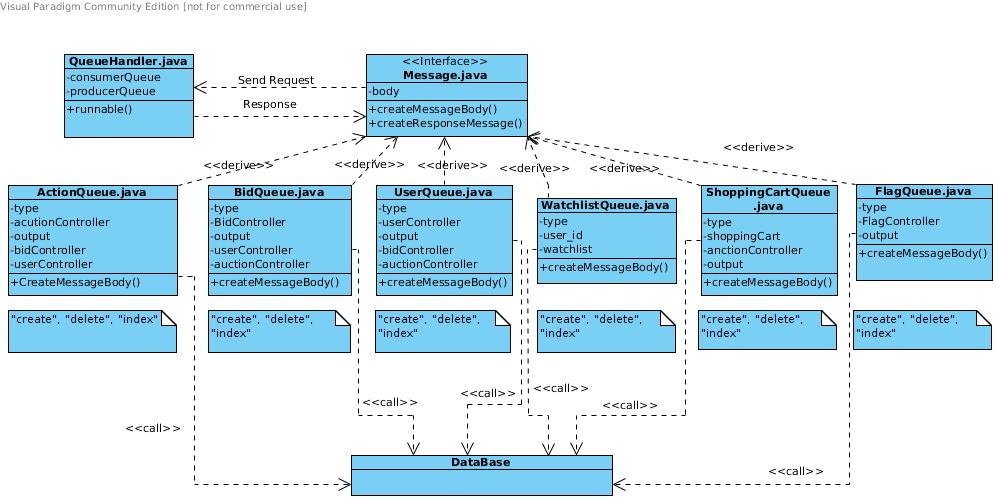 Visual Paradigm Community Edition [not for commercial use]
QueueHandler.java
-consumerQueue
-producerQueue
+runnable()
Send Request
Response
<<Interface>>
Message.java
-body
+createMessageBody()
+createResponseMessage()
<<derive>>
<<derive>>
<<derive>>
<<derive>>
<<derive>>
<<derive>>
ActionQueue.java
-type
-acutionController
-output
-bidController
-userController
+CreateMessageBody()
BidQueue.java
-type
-BidController
-output
-userController
-auctionController
+createMessageBody()
UserQueue.java
-type
-userController
-output
-bidController
-auctionController
+createMessageBody()
WatchlistQueue.java
-type
-user_id
-watchlist
+createMessageBody()
ShoppingCartQueue
.java
-type
-shoppingCart
-anctionController
-output
+createMessageBody()
FlagQueue.java
-type
-FlagController
-output
+createMessageBody()
"create", "delete", "index"
"create", "delete",
"index"
"create", "delete",
"index"
"create", "delete",
"index"
"create", "delete",
"index"
"create", "delete",
"index"
<<call>>
<<call>>
<<call>>
<<call>>
<<call>>
<<call>>
DataBase